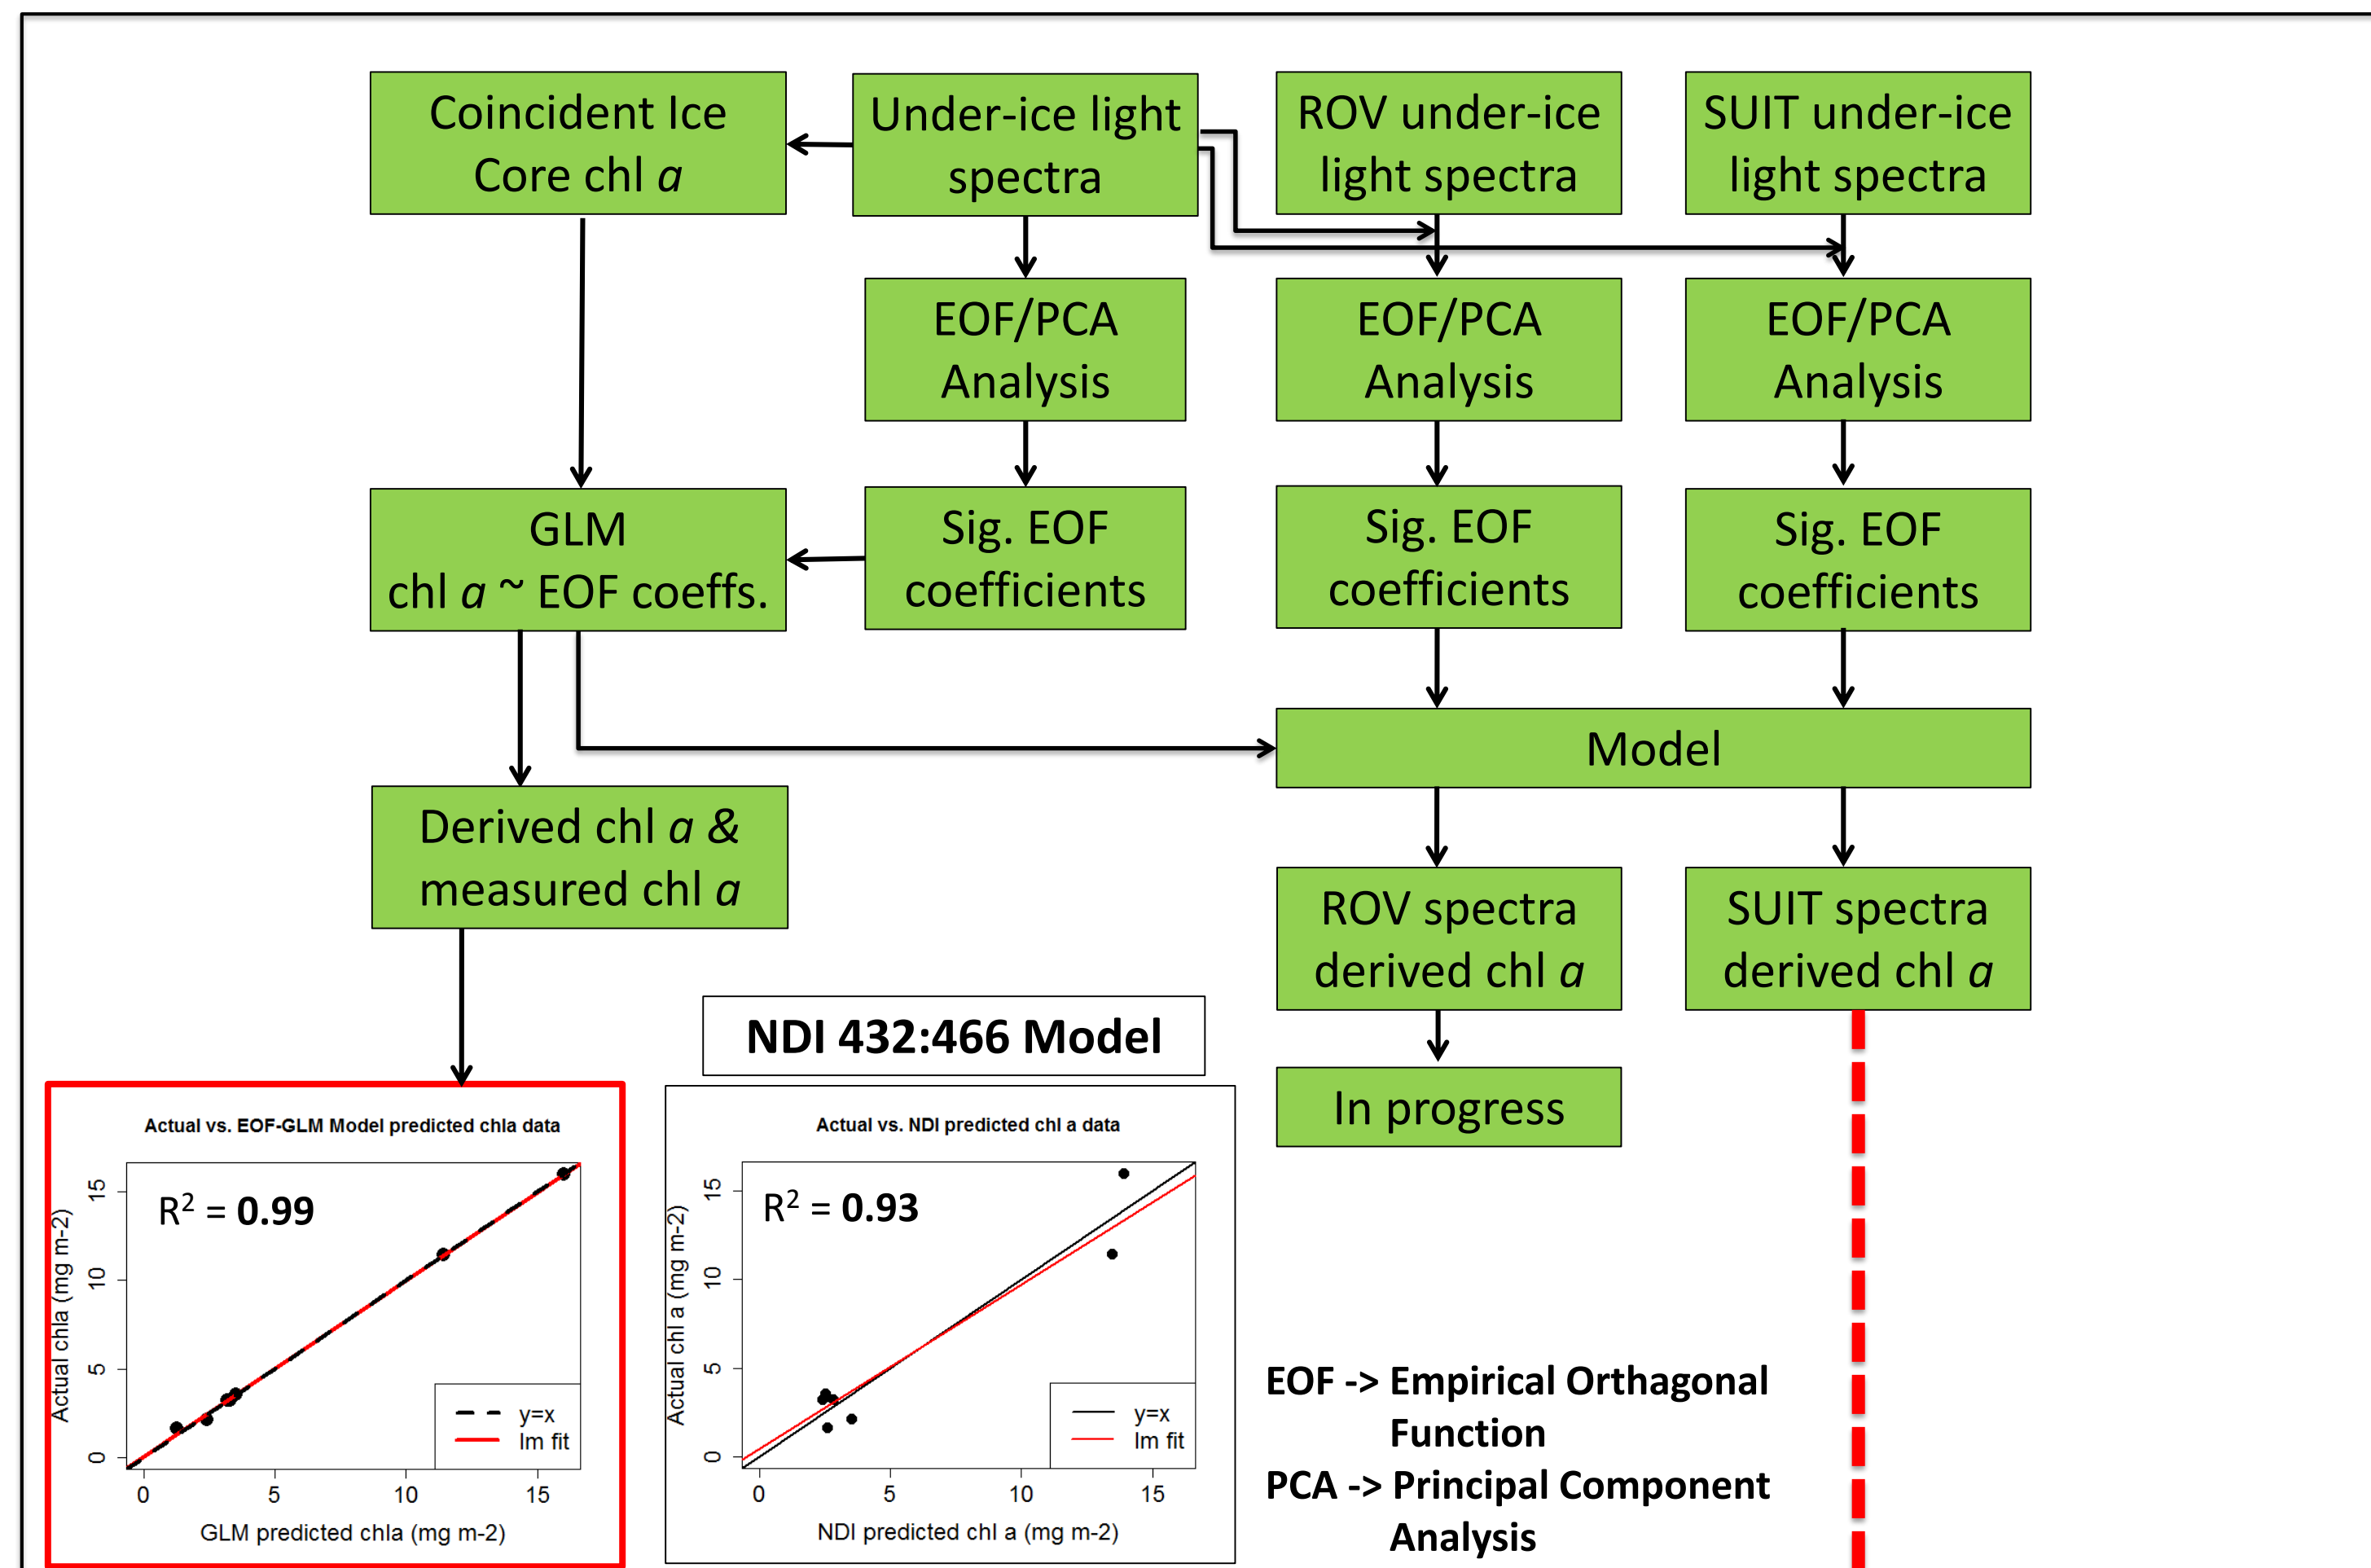 Coincident Ice
Core chl a
Under-ice light
spectra
ROV under-ice
light spectra
SUIT under-ice
light spectra
EOF/PCA
Analysis
EOF/PCA
Analysis
EOF/PCA
Analysis
GLM
chl a ~ EOF coeffs.
Sig. EOF
coefficients
Sig. EOF
coefficients
Sig. EOF
coefficients
Model
Derived chl a &
measured chl a
ROV spectra
derived chl a
SUIT spectra
derived chl a
In progress
NDI 432:466 Model
Actual vs. EOF-GLM Model predicted chla data
R² = 0.99
Actual chla (mg m-2)
15
10
5
0
y=x
lm fit
0 5 10 15
GLM predicted chla (mg m-2)
Actual vs. NDI predicted chl a data
R² = 0.93
Actual chl a (mg m-2)
15
10
5
0
y=x
lm fit
0 5 10 15
NDI predicted chl a (mg m-2)
EOF -> Empirical Orthagonal
Function
PCA -> Principal Component
Analysis